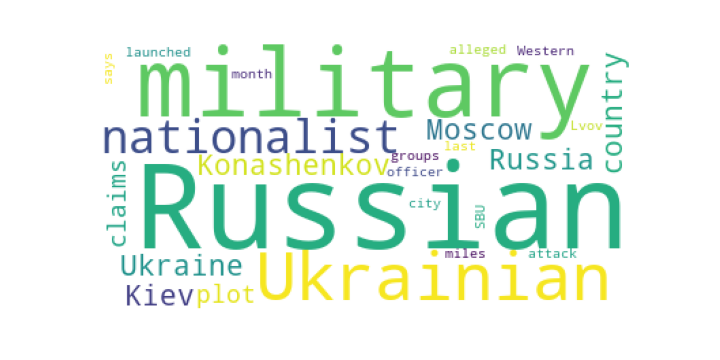 launched
alleged
Western
says
military
month
country
nationalist
Moscow
Lvov
last
Konashenkov
groups
Russia
officer
claims
Russian
city
SBU
Ukraine
Ukrainian
miles
attack
Kiev
plot